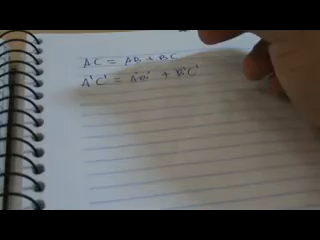 AC = AB + BC
A'C' = A'B' + B'C'